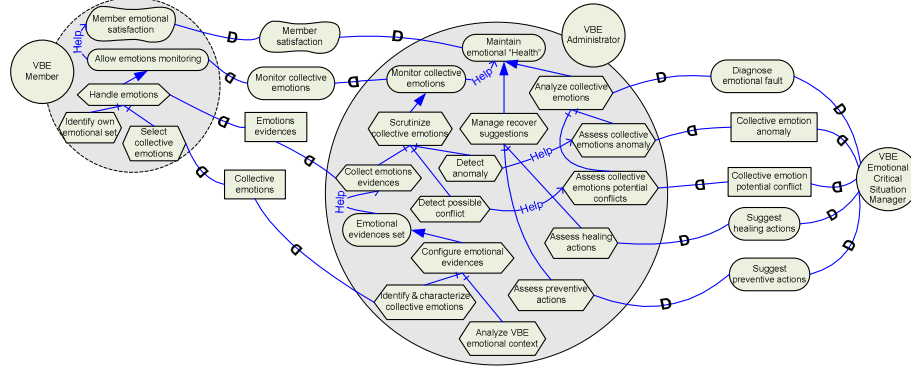 VBE
Member
Member emotional
satisfaction
Help
Allow emotions monitoring
Handle emotions
Identify own
emotional set
Select
collective
emotions
D
Member
satisfaction
D
D
Monitor collective
emotions
D
D
Emotions
evidences
D
D
Collective
emotions
D
VBE
Administrator
Maintain
emotional "Health"
Monitor collective
emotions
Help
Analyze collective
emotions
Scrutinize
collective emotions
Manage recover
suggestions
Assess collective
emotions anomaly
Detect
anomaly
Help
Collect emotions
evidences
Assess collective
emotions potential
conflicts
Help
Detect possible
conflict
Help
Emotional
evidences set
Assess healing
actions
Configure emotional
evidences
Assess preventive
actions
Identify & characterize
collective emotions
Analyze VBE
emotional context
D
Diagnose
emotional fault
D
D
Collective emotion
anomaly
D
D
Collective emotion
potential conflict
D
D
Suggest
healing actions
D
D
Suggest
preventive actions
D
VBE
Emotional
Critical
Situation
Manager